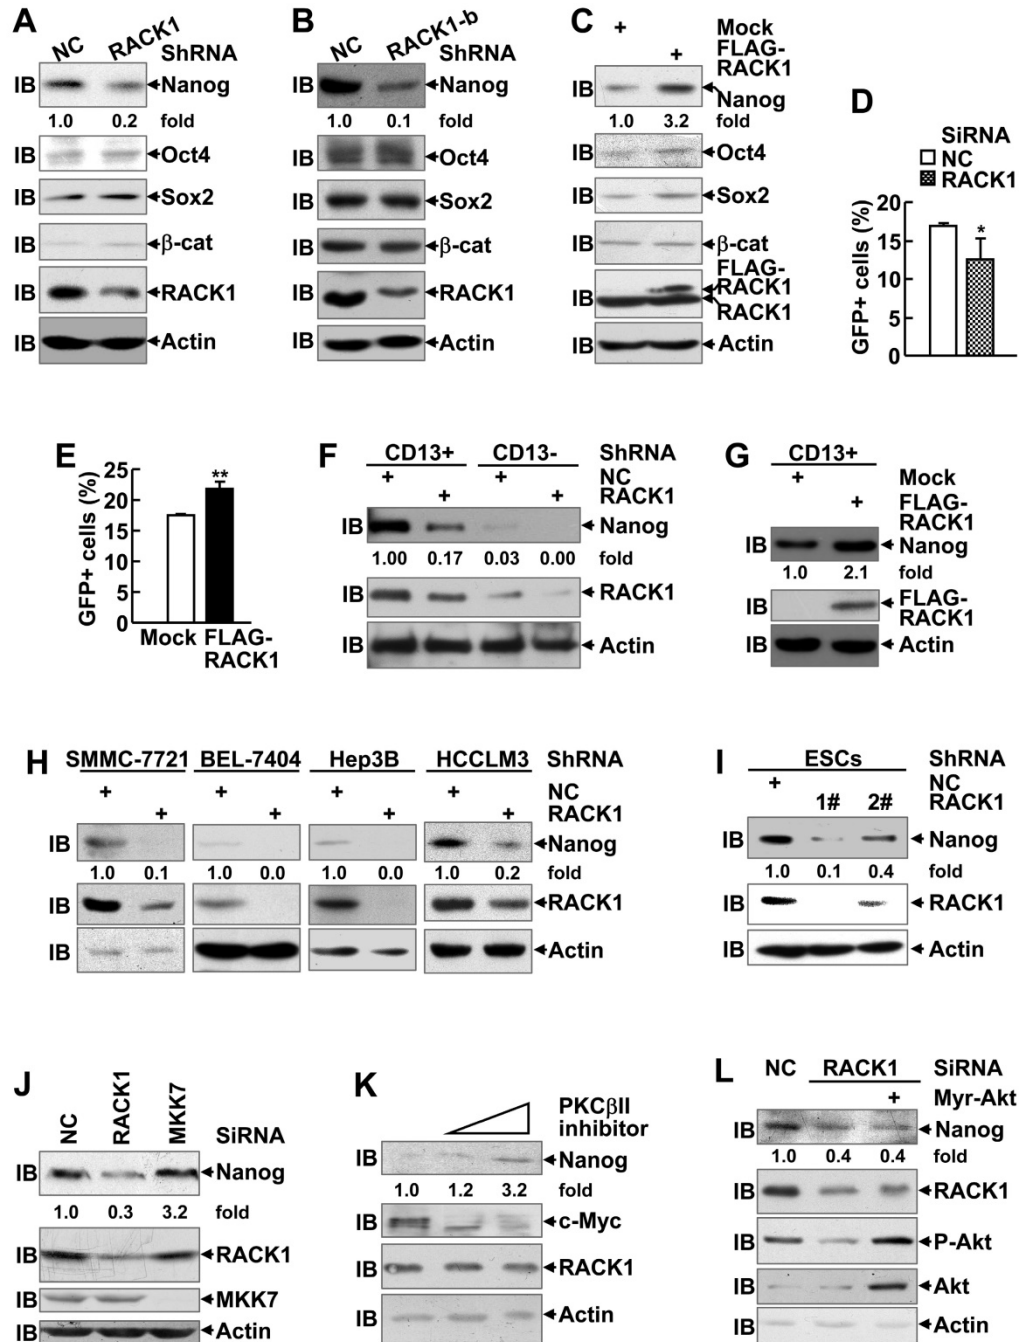 A
NC RACK1 ShRNA
IB Nanog
1.0 0.2 fold
IB Oct4
IB Sox2
IB β-cat
IB RACK1
IB Actin
B
NC RACK1-b ShRNA
IB Nanog
1.0 0.1 fold
IB Oct4
IB Sox2
IB β-cat
IB RACK1
IB Actin
C
+ Mock
+ FLAG-
RACK1
IB Nanog
1.0 3.2 fold
IB Oct4
IB Sox2
IB β-cat
FLAG-
IB RACK1
RACK1
IB Actin
D
SiRNA
NC
RACK1
GFP+ cells (%)
20
15
10
5
0
*
E
GFP+ cells (%)
25
20
15
10
5
0
**
Mock FLAG-
RACK1
F
CD13+ CD13- ShRNA
+ + NC
+ + RACK1
IB Nanog
1.00 0.17 0.03 0.00 fold
IB RACK1
IB Actin
G
CD13+
+ Mock
+ FLAG-
RACK1
IB Nanog
1.0 2.1 fold
IB FLAG-
RACK1
IB Actin
H
SMMC-7721 BEL-7404 Hep3B HCCLM3 ShRNA
+ + + + NC
+ + + + RACK1
IB Nanog
1.0 0.1 1.0 0.0 1.0 0.0 1.0 0.2 fold
IB RACK1
IB Actin
I
ESCs ShRNA
+ NC
1# 2# RACK1
IB Nanog
1.0 0.1 0.4 fold
IB RACK1
IB Actin
J
NC RACK1 MKK7 SiRNA
IB Nanog
1.0 0.3 3.2 fold
IB RACK1
IB MKK7
IB Actin
K
PKCβII
inhibitor
IB Nanog
1.0 1.2 3.2 fold
IB c-Myc
IB RACK1
IB Actin
L
NC RACK1 SiRNA
+ Myr-Akt
IB Nanog
1.0 0.4 0.4 fold
IB RACK1
IB P-Akt
IB Akt
IB Actin